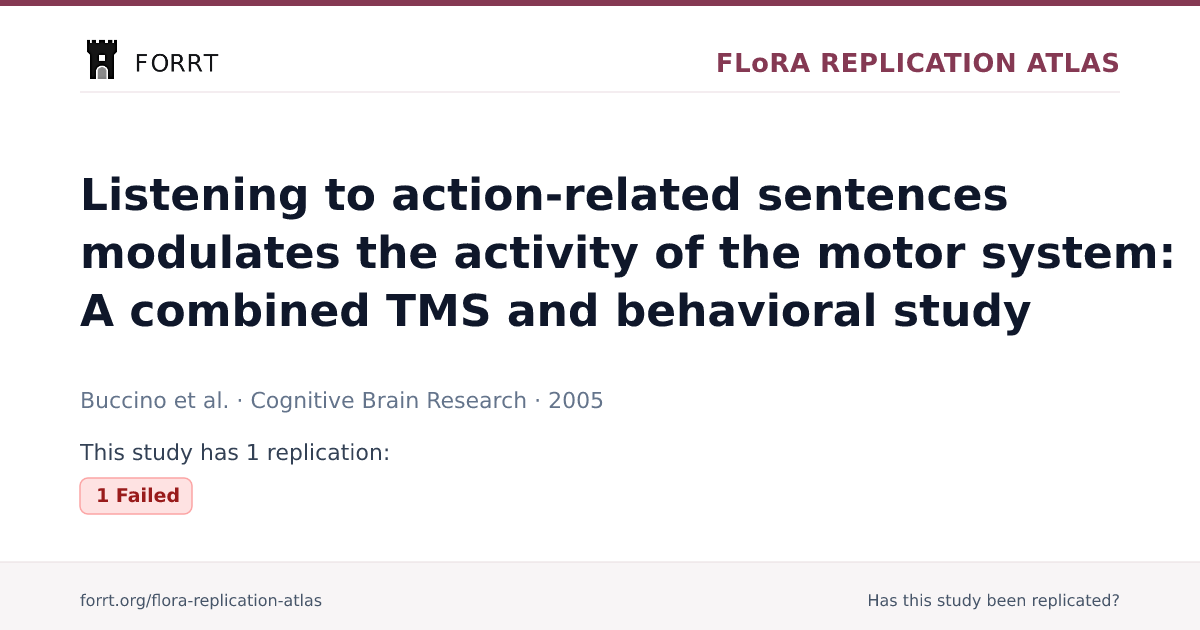 FORRT
FLoRA REPLICATION ATLAS
Listening to action-related sentences
modulates the activity of the motor system:
A combined TMS and behavioral study
Buccino et al. · Cognitive Brain Research · 2005
This study has 1 replication:
1 Failed
forrt.org/flora-replication-atlas
Has this study been replicated?